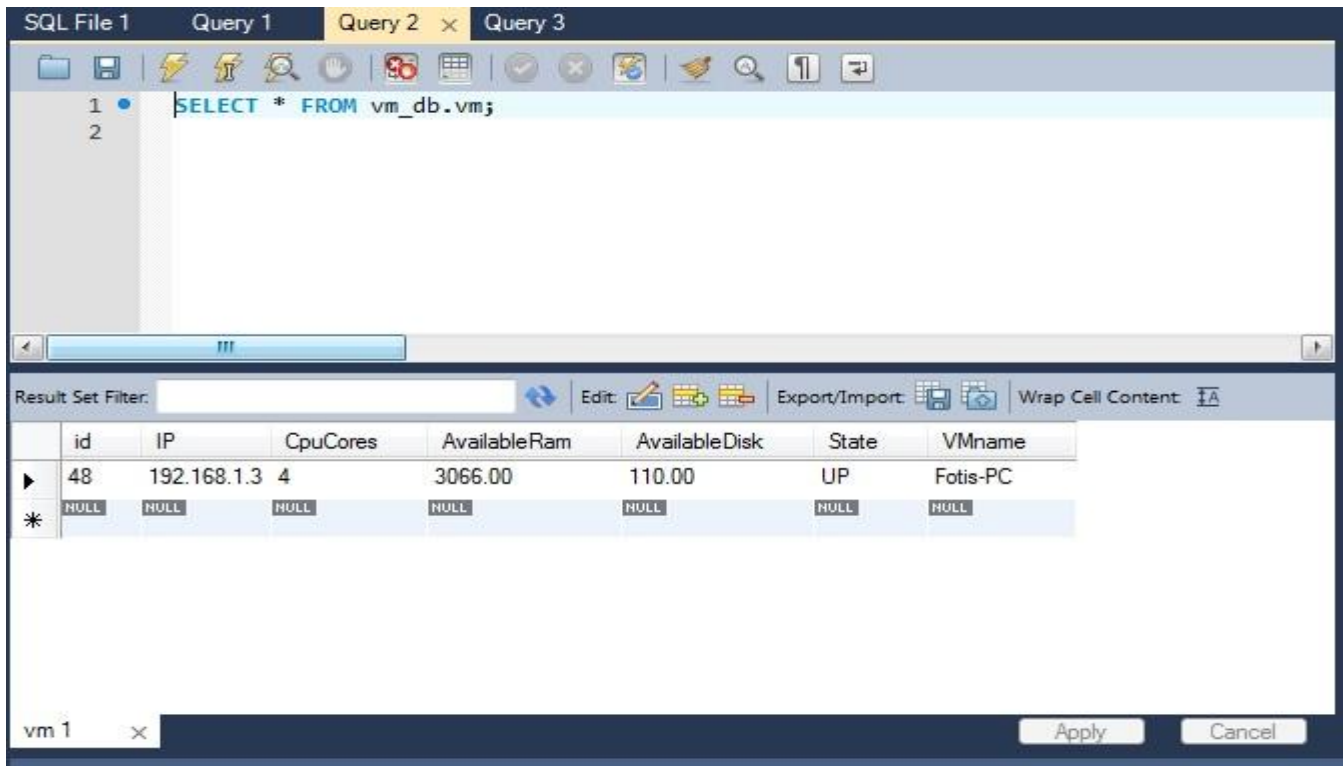 SQL File 1 Query 1 Query 2 Query 3
1 SELECT * FROM vm_db.vm;
2
Result Set Filter: Edit: Export/Import: Wrap Cell Content:
id IP CpuCores AvailableRam AvailableDisk State VMname
48 192.168.1.3 4 3066.00 110.00 UP Fotis-PC
NULL NULL NULL NULL NULL NULL NULL
vm 1 Apply Cancel